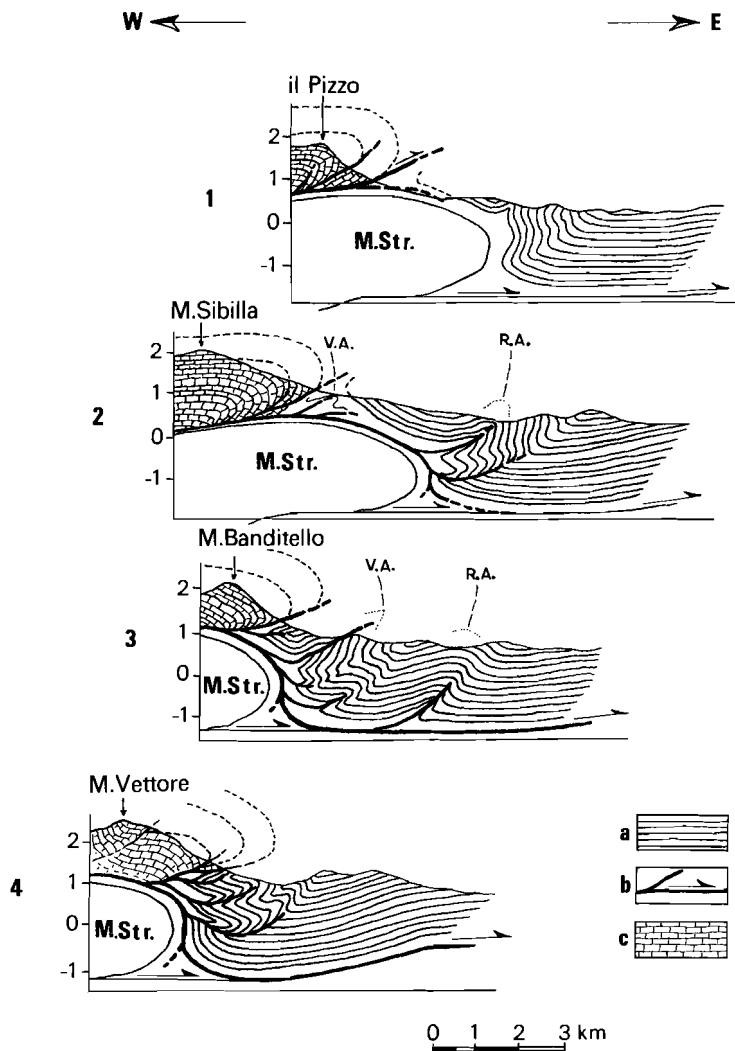 W E
il Pizzo
2
1
0
-1
1
M.Str.
M.Sibilla
V.A.
R.A.
2
1
0
-1
2
M.Str.
M.Banditello
V.A.
R.A.
2
1
0
-1
3
M.Str.
M.Vettore
2
1
0
-1
4
M.Str.
a
b
c
0 1 2 3 km